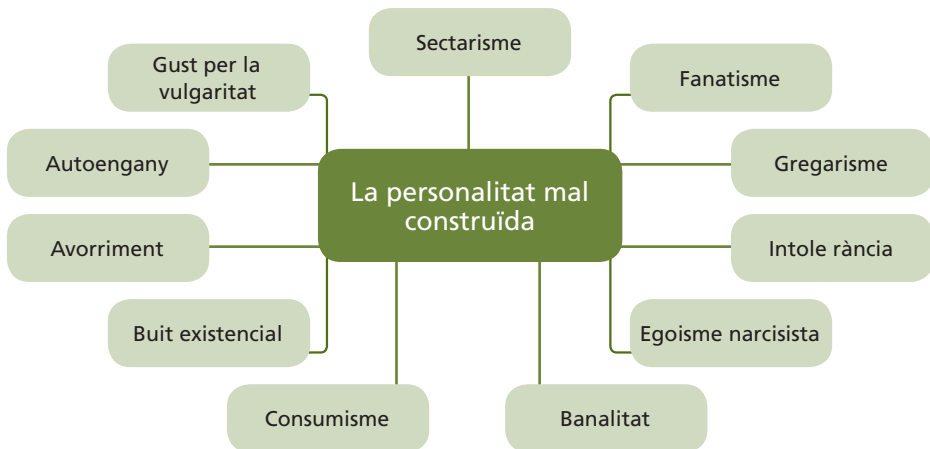 Sectarisme
Gust per la
vulgaritat
Fanatisme
Autoengany
Gregarisme
La personalitat mal
construïda
Avorriment
Intole rància
Buit existencial
Egoisme narcisista
Consumisme
Banalitat